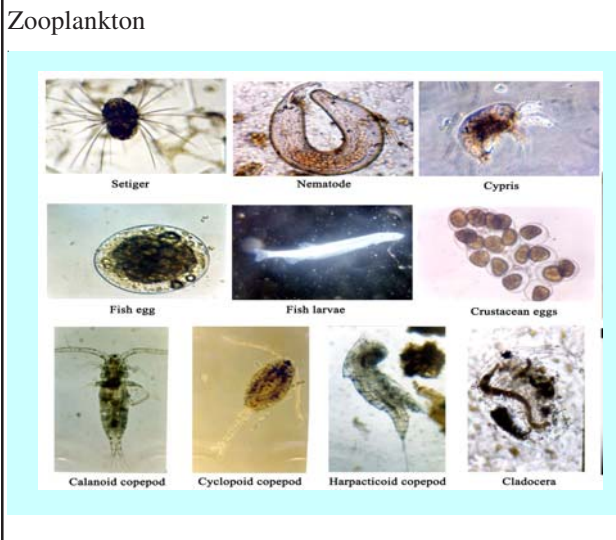 Zooplankton
Setiger Nematode Cypris
Fish egg Fish larvae Crustacean eggs
Calanoid copepod Cyclopoid copepod Harpacticoid copepod Cladocera